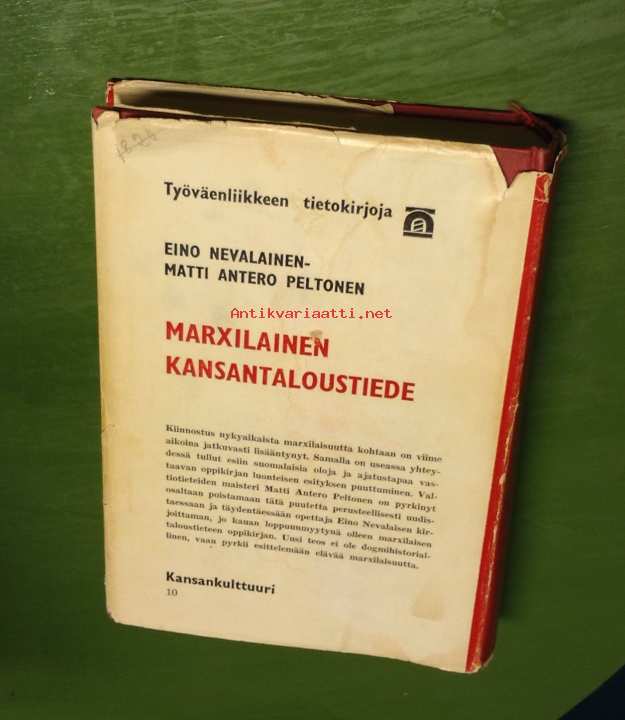 Työväenliikkeen tietokirjoja
EINO NEVALAINEN-
MATTI ANTERO PELTONEN
Antikvariaatti.net
MARXILAINEN
KANSANTALOUSTIEDE
Kiinnostus nykyaikaista marxilaisuutta kohtaan on viime
aikoina jatkuvasti lisääntynyt. Samalla on useassa yhtey-
dessä tullut esiin suomalaisia oloja ja ajatustapaa vas-
taavan oppikirjan luonteisen esityksen puuttuminen. Val-
tiotieteiden maisteri Matti Antero Peltonen on pyrkinyt
osaltaan poistamaan tätä puutetta perusteellisesti uudis-
taessaan ja täydentäessään opettaja Eino Nevalaisen kir-
joittaman, jo kauan loppuunmyytynä olleen marxilaisen
taloustieteen oppikirjan. Uusi teos ei ole dogmihistorial-
linen, vaan pyrkii esittelemään elävää marxilaisuutta.
Kansankulttuuri
10